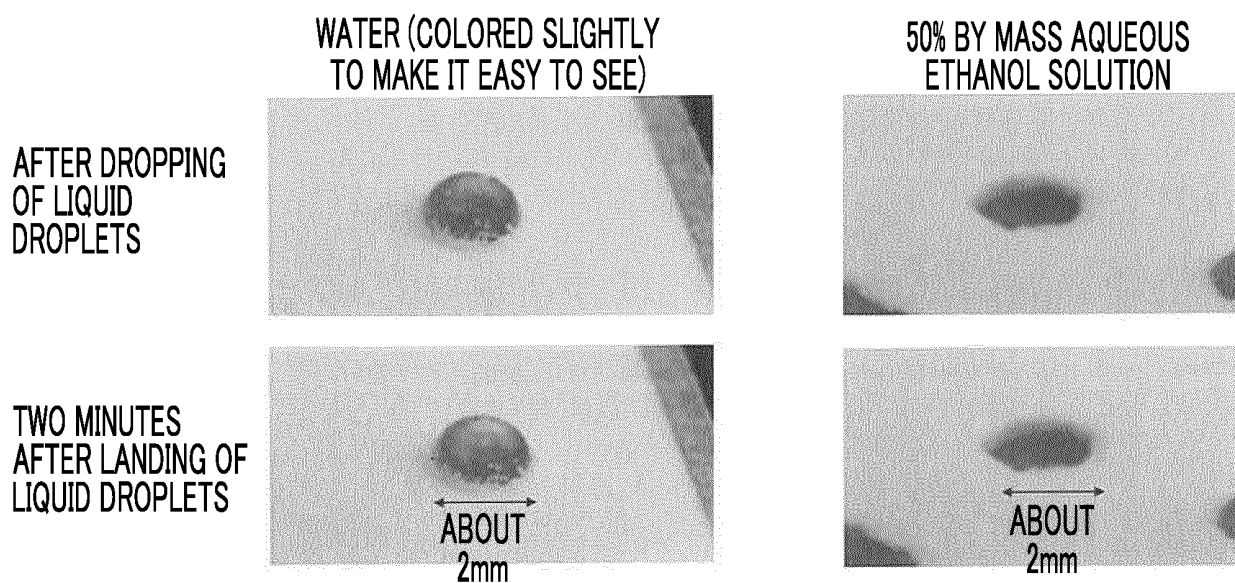 WATER (COLORED SLIGHTLY
TO MAKE IT EASY TO SEE)
50% BY MASS AQUEOUS
ETHANOL SOLUTION
AFTER DROPPING
OF LIQUID
DROPLETS
TWO MINUTES
AFTER LANDING OF
LIQUID DROPLETS
ABOUT
2mm
ABOUT
2mm